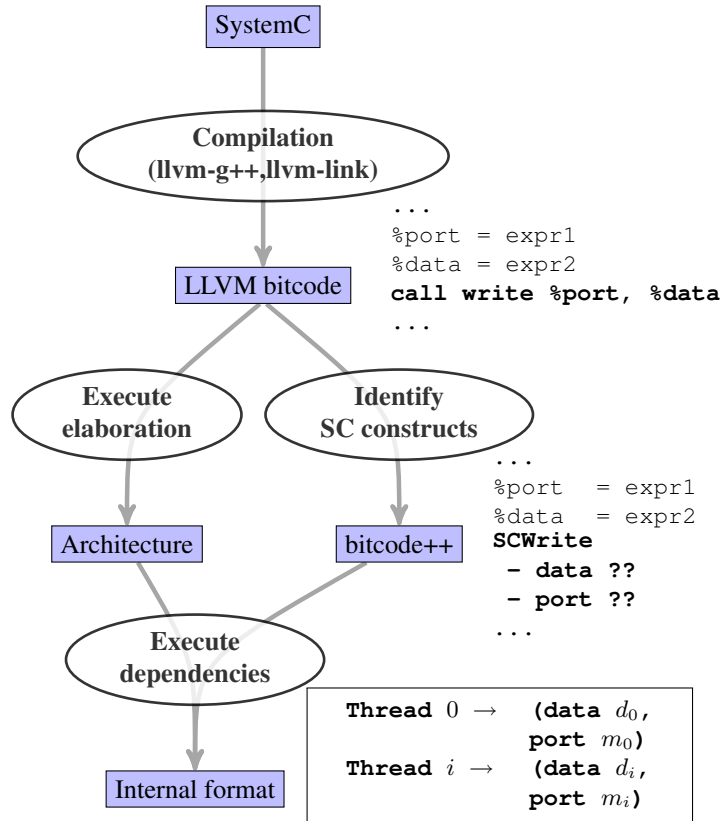 SystemC
Compilation
(llvm-g++,llvm-link)
...
%port = expr1
%data = expr2
call write %port, %data
...
LLVM bitcode
Execute
elaboration
Identify
SC constructs
...
%port  = expr1
%data  = expr2
SCWrite
– data ??
– port ??
...
Architecture
bitcode++
Execute
dependencies
Thread 0 → (data d₀,
port m₀)
Thread i → (data dᵢ,
port mᵢ)
Internal format